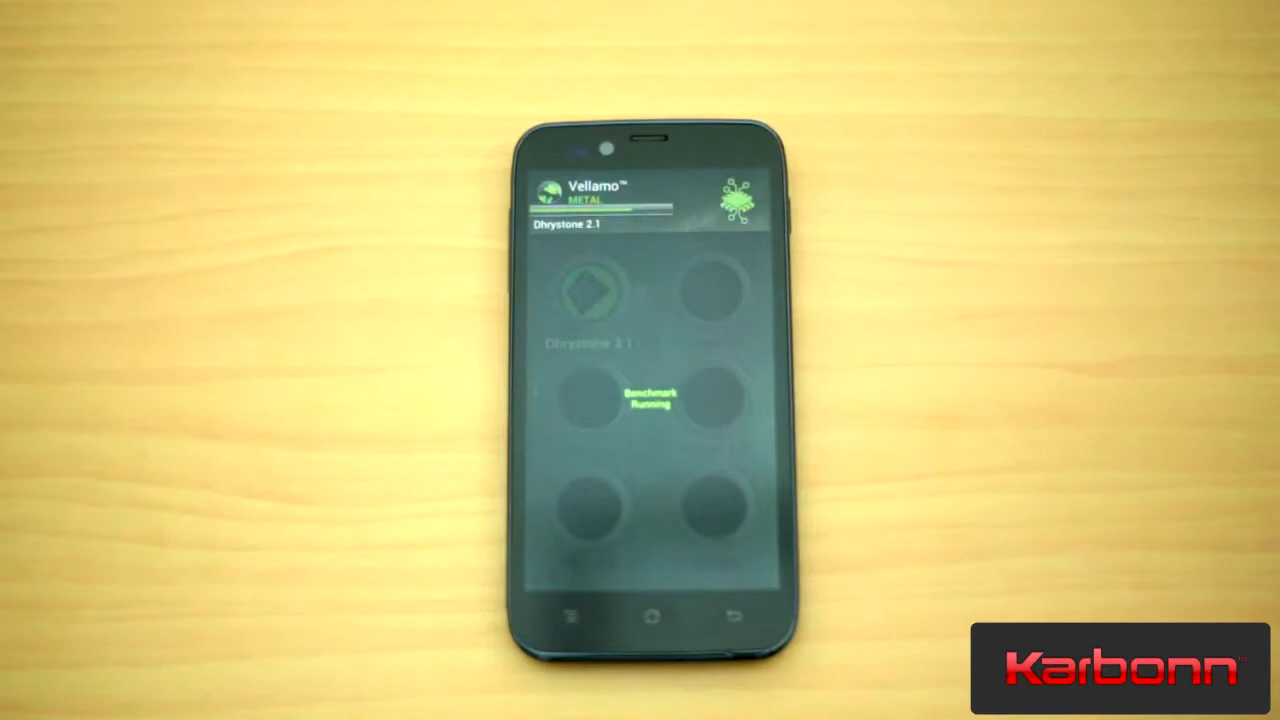 Vellamo™
METAL
Dhrystone 2.1
Dhrystone 2.1
Benchmark
Running
Karbonn